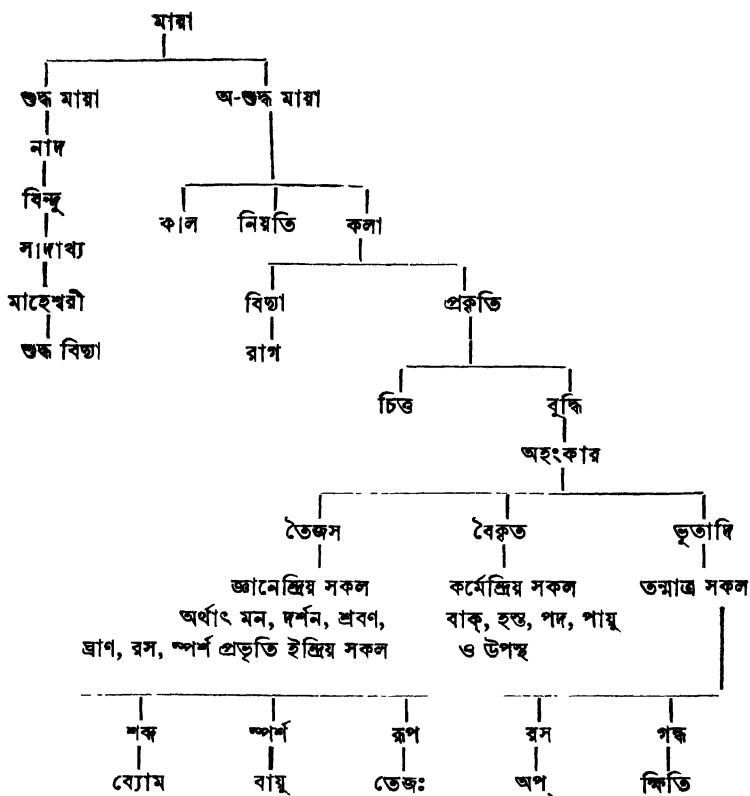 মায়া
শুদ্ধ মায়া অ-শুদ্ধ মায়া
নাদ
বিন্দু
কাল নিয়তি কলা
সাদাখ্য
মাহেশ্বরী বিদ্যা প্রকৃতি
শুদ্ধ বিদ্যা রাগ
চিত্ত বুদ্ধি
অহংকার
তৈজস বৈকৃত ভূতাদি
জ্ঞানেন্দ্রিয় সকল কর্মেন্দ্রিয় সকল তন্মাত্র সকল
অর্থাৎ মন, দর্শন, শ্রবণ, বাক্, হস্ত, পদ, পায়ূ
ঘ্রাণ, রস, স্পর্শ প্রভৃতি ইন্দ্রিয় সকল ও উপস্থ
শব্দ স্পর্শ রূপ রস গন্ধ
ব্যোম বায়ূ তেজঃ অপ্ ক্ষিতি